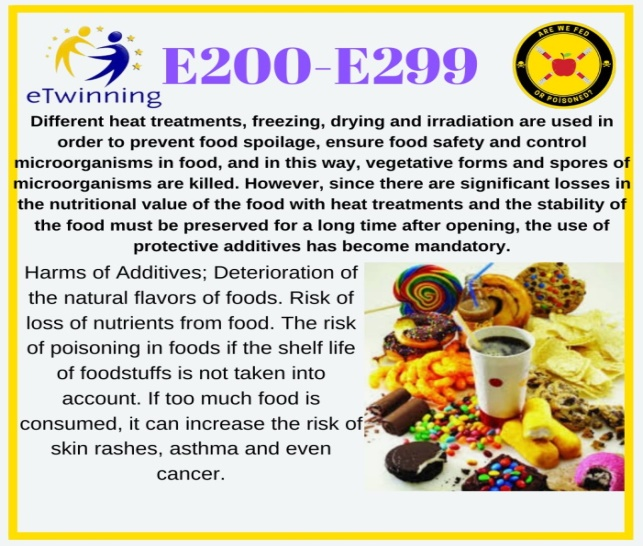 eTwinning
E200-E299
ARE WE FED
OR POISONED?
Different heat treatments, freezing, drying and irradiation are used in
order to prevent food spoilage, ensure food safety and control
microorganisms in food, and in this way, vegetative forms and spores of
microorganisms are killed. However, since there are significant losses in
the nutritional value of the food with heat treatments and the stability of
the food must be preserved for a long time after opening, the use of
protective additives has become mandatory.
Harms of Additives; Deterioration of
the natural flavors of foods. Risk of
loss of nutrients from food. The risk
of poisoning in foods if the shelf life
of foodstuffs is not taken into
account. If too much food is
consumed, it can increase the risk of
skin rashes, asthma and even
cancer.